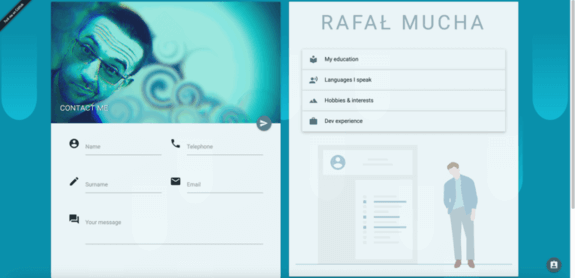 CONTACT ME
Name
Telephone
Surname
Email
Your message
RAFAŁ MUCHA
My education
Languages I speak
Hobbies & interests
Dev experience